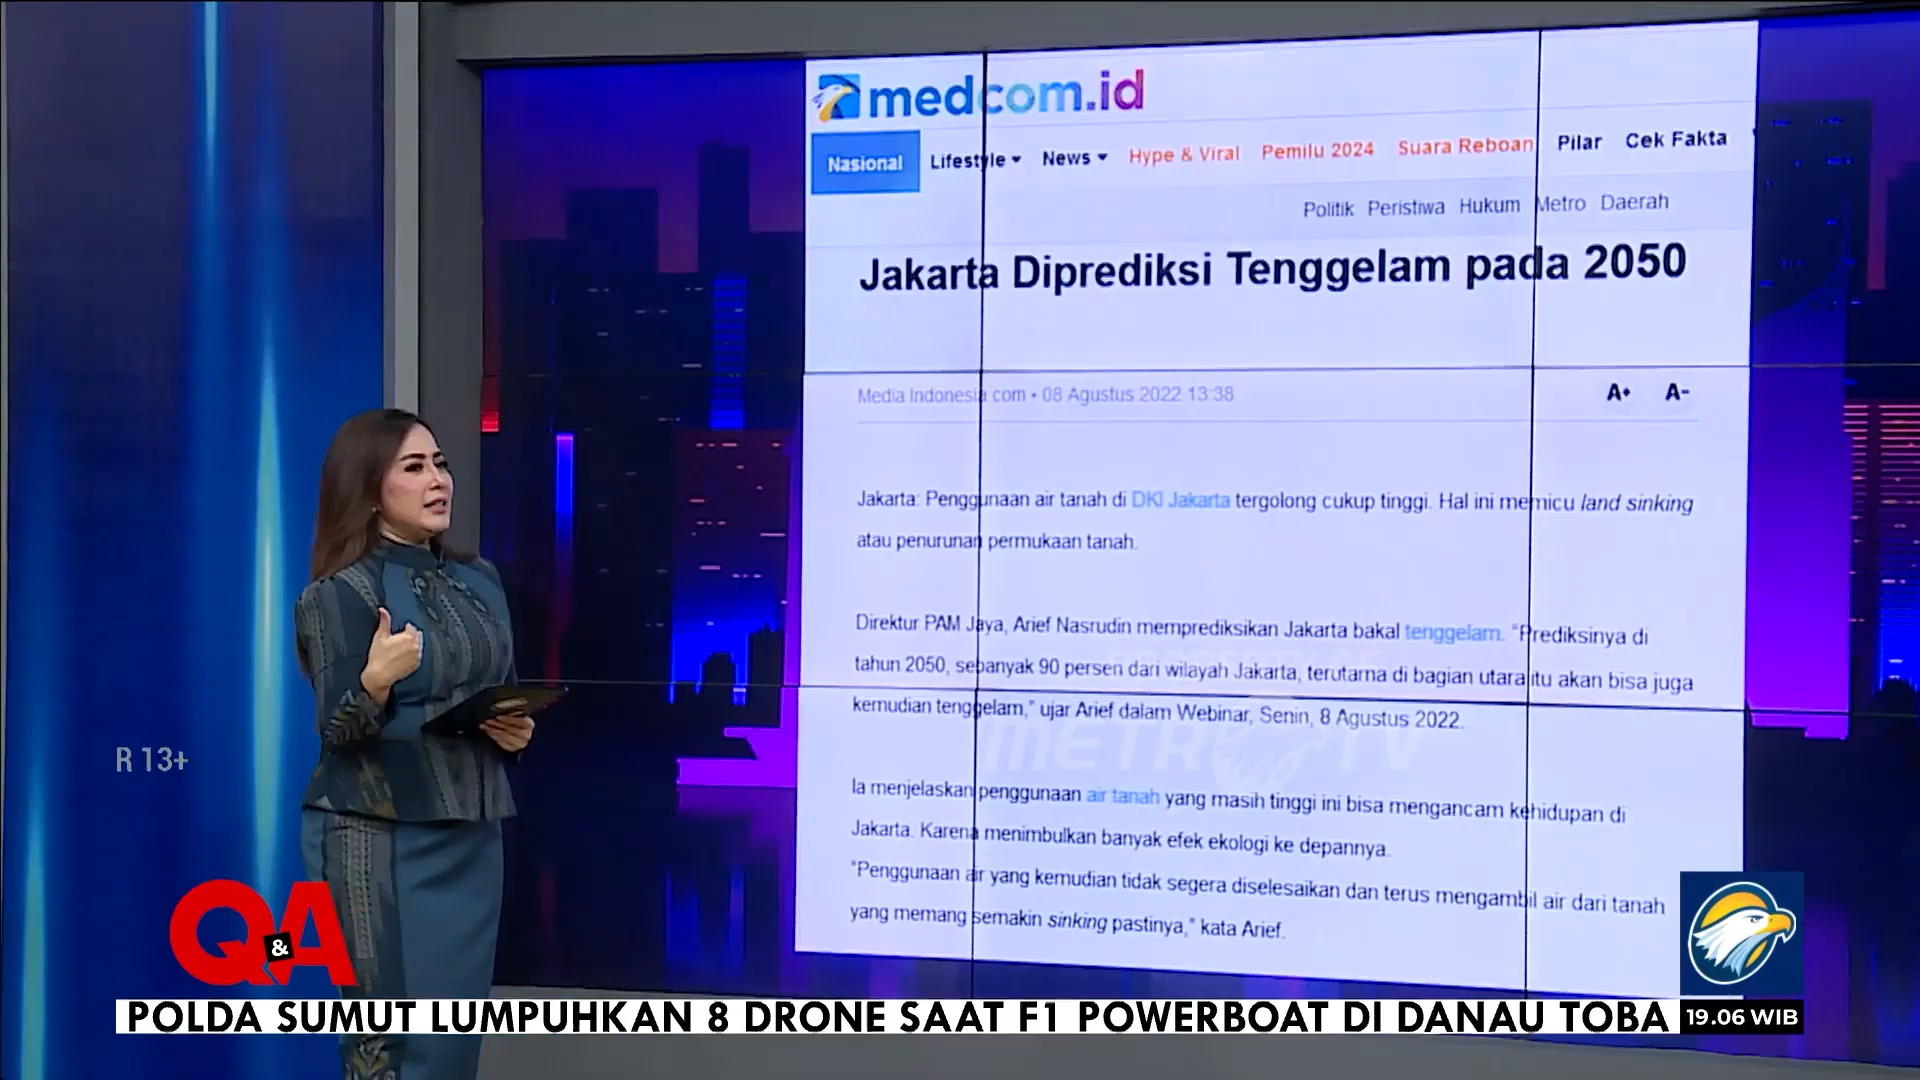 medcom.id
Nasional Lifestyle News Hype & Viral Pemilu 2024 Suara Reboan Pilar Cek Fakta
Politik Peristiwa Hukum Metro Daerah
Jakarta Diprediksi Tenggelam pada 2050
Media Indonesia com • 08 Agustus 2022 13:38
A+ A-
Jakarta: Penggunaan air tanah di DKI Jakarta tergolong cukup tinggi. Hal ini memicu land sinking
atau penurunan permukaan tanah.
Direktur PAM Jaya, Arief Nasrudin memprediksikan Jakarta bakal tenggelam. "Prediksinya di
tahun 2050, sebanyak 90 persen dari wilayah Jakarta, terutama di bagian utara itu akan bisa juga
kemudian tenggelam," ujar Arief dalam Webinar, Senin, 8 Agustus 2022.
PROPERTY OF
METRO TV
Ia menjelaskan penggunaan air tanah yang masih tinggi ini bisa mengancam kehidupan di
Jakarta. Karena menimbulkan banyak efek ekologi ke depannya.
"Penggunaan air yang kemudian tidak segera diselesaikan dan terus mengambil air dari tanah
yang memang semakin sinking pastinya," kata Arief.
R 13+
Q&A
POLDA SUMUT LUMPUHKAN 8 DRONE SAAT F1 POWERBOAT DI DANAU TOBA
19.06 WIB